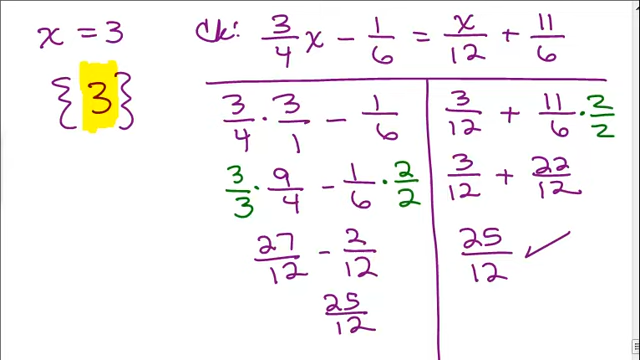 x = 3
ck: 3/4 x - 1/6 = x/12 + 11/6
{3}
3/4 · 3/1 - 1/6
3/3 · 9/4 - 1/6 · 2/2
27/12 - 2/12
25/12
3/12 + 11/6 · 2/2
3/12 + 22/12
25/12 ✓